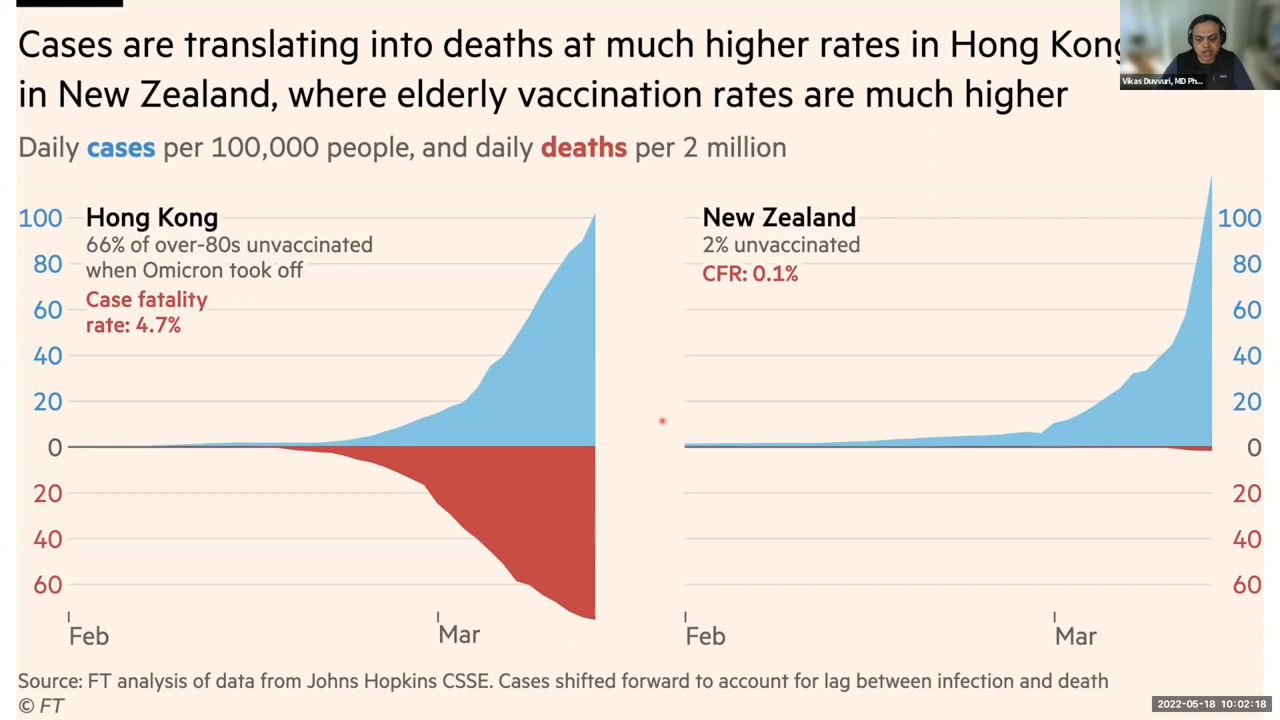 Cases are translating into deaths at much higher rates in Hong Kong
in New Zealand, where elderly vaccination rates are much higher
Vikas Duvvuri, MD Ph...
Daily cases per 100,000 people, and daily deaths per 2 million
Hong Kong
66% of over-80s unvaccinated
when Omicron took off
Case fatality
rate: 4.7%
100
80
60
40
20
0
20
40
60
Feb
Mar
New Zealand
2% unvaccinated
CFR: 0.1%
100
80
60
40
20
0
20
40
60
Feb
Mar
Source: FT analysis of data from Johns Hopkins CSSE. Cases shifted forward to account for lag between infection and death
© FT
2022-05-18 10:02:18